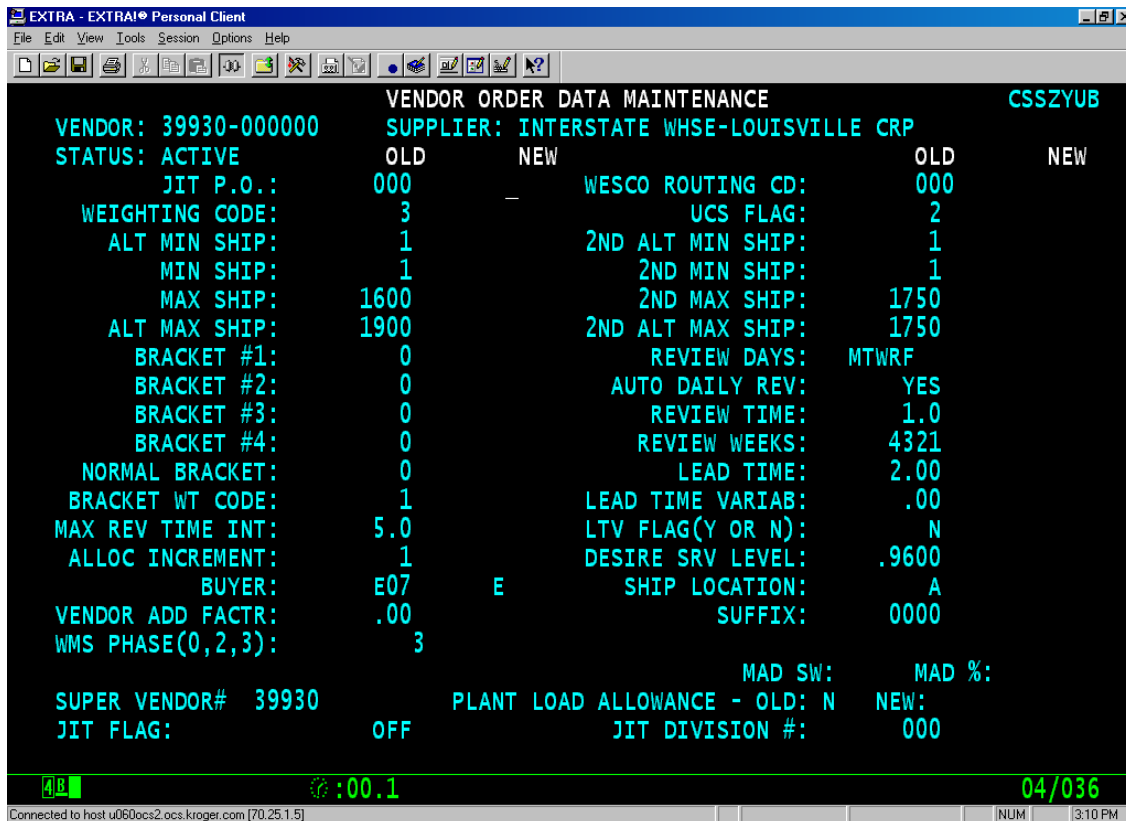 EXTRA - EXTRA!® Personal Client
File Edit View Tools Session Options Help
VENDOR ORDER DATA MAINTENANCE CSSZYUB
VENDOR: 39930-000000 SUPPLIER: INTERSTATE WHSE-LOUISVILLE CRP
STATUS: ACTIVE OLD NEW OLD NEW
JIT P.O.: 000 _ WESCO ROUTING CD: 000
WEIGHTING CODE: 3 UCS FLAG: 2
ALT MIN SHIP: 1 2ND ALT MIN SHIP: 1
MIN SHIP: 1 2ND MIN SHIP: 1
MAX SHIP: 1600 2ND MAX SHIP: 1750
ALT MAX SHIP: 1900 2ND ALT MAX SHIP: 1750
BRACKET #1: 0 REVIEW DAYS: MTWRF
BRACKET #2: 0 AUTO DAILY REV: YES
BRACKET #3: 0 REVIEW TIME: 1.0
BRACKET #4: 0 REVIEW WEEKS: 4321
NORMAL BRACKET: 0 LEAD TIME: 2.00
BRACKET WT CODE: 1 LEAD TIME VARIAB: .00
MAX REV TIME INT: 5.0 LTV FLAG(Y OR N): N
ALLOC INCREMENT: 1 DESIRE SRV LEVEL: .9600
BUYER: E07 E SHIP LOCATION: A
VENDOR ADD FACTR: .00 SUFFIX: 0000
WMS PHASE(0,2,3): 3
MAD SW: MAD %:
SUPER VENDOR# 39930 PLANT LOAD ALLOWANCE - OLD: N NEW:
JIT FLAG: OFF JIT DIVISION #: 000
4B :00.1 04/036
Connected to host u060ocs2.ocs.kroger.com [70.25.1.5] NUM 3:10 PM